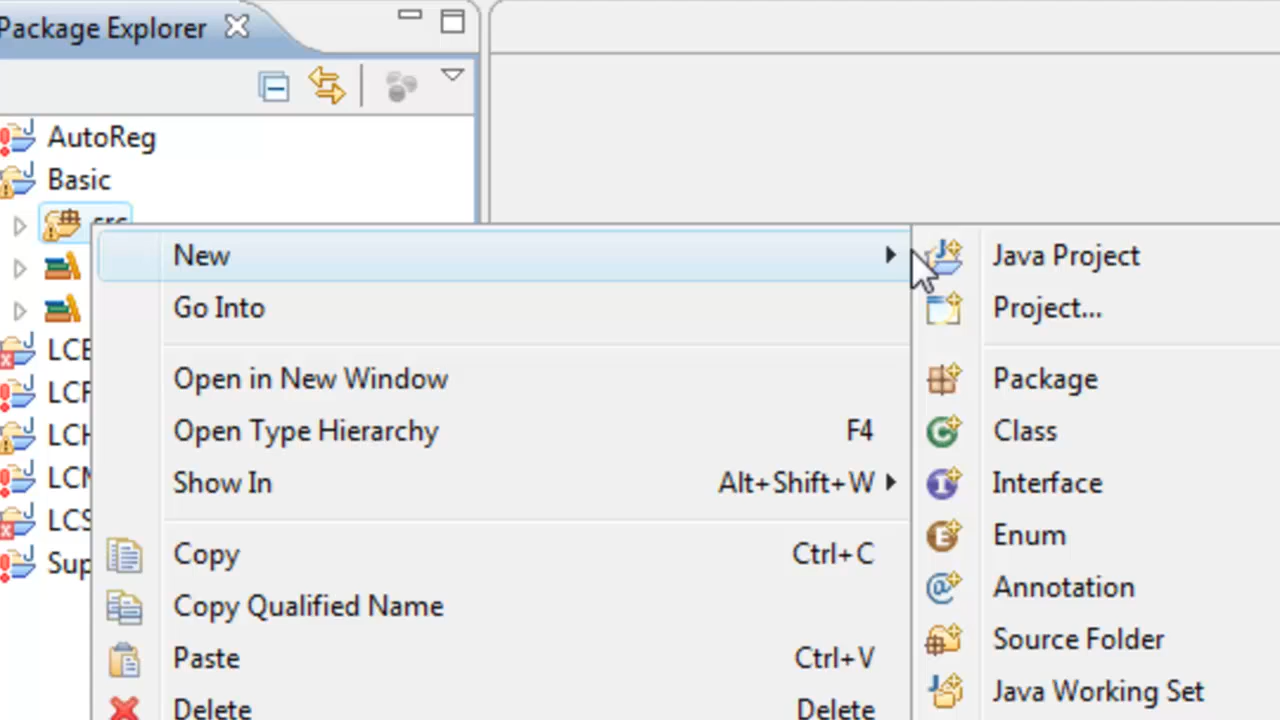 Package Explorer
AutoReg
Basic
src
New
Java Project
Go Into
Project...
Open in New Window
Package
Open Type Hierarchy F4
Class
Show In Alt+Shift+W
Interface
Enum
Copy Ctrl+C
Annotation
Copy Qualified Name
Source Folder
Paste Ctrl+V
Java Working Set
Delete Delete
Sup